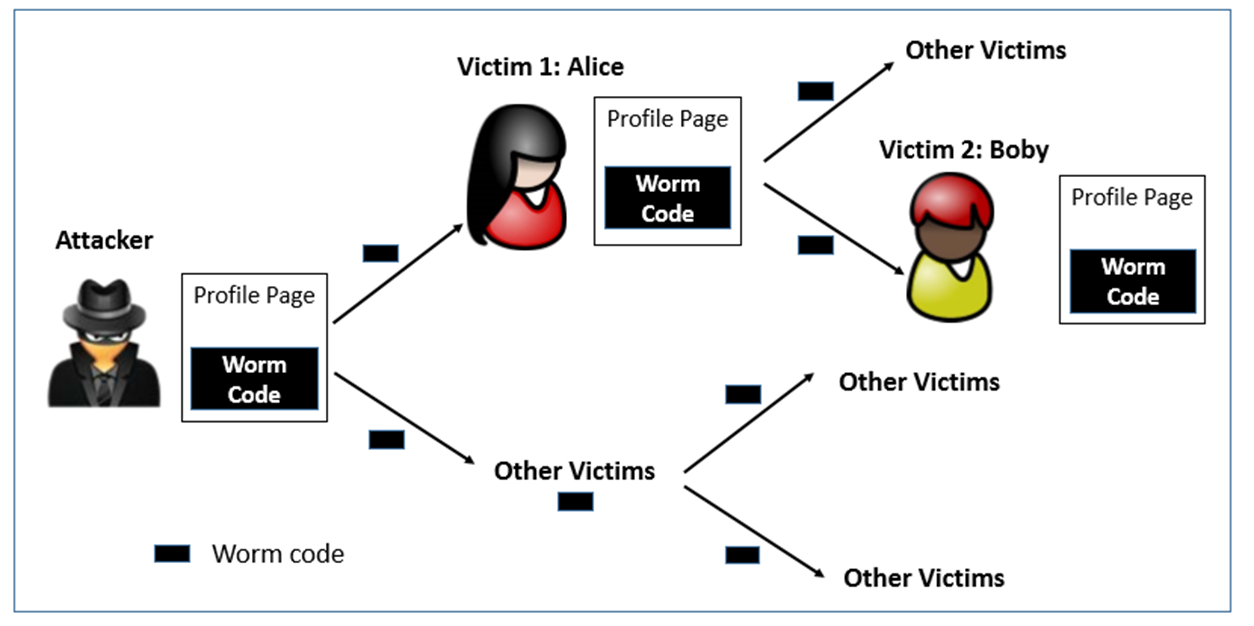 Other Victims
Victim 1: Alice
Profile Page
Worm
Code
Victim 2: Boby
Profile Page
Worm
Code
Attacker
Profile Page
Worm
Code
Other Victims
Other Victims
Worm code
Other Victims